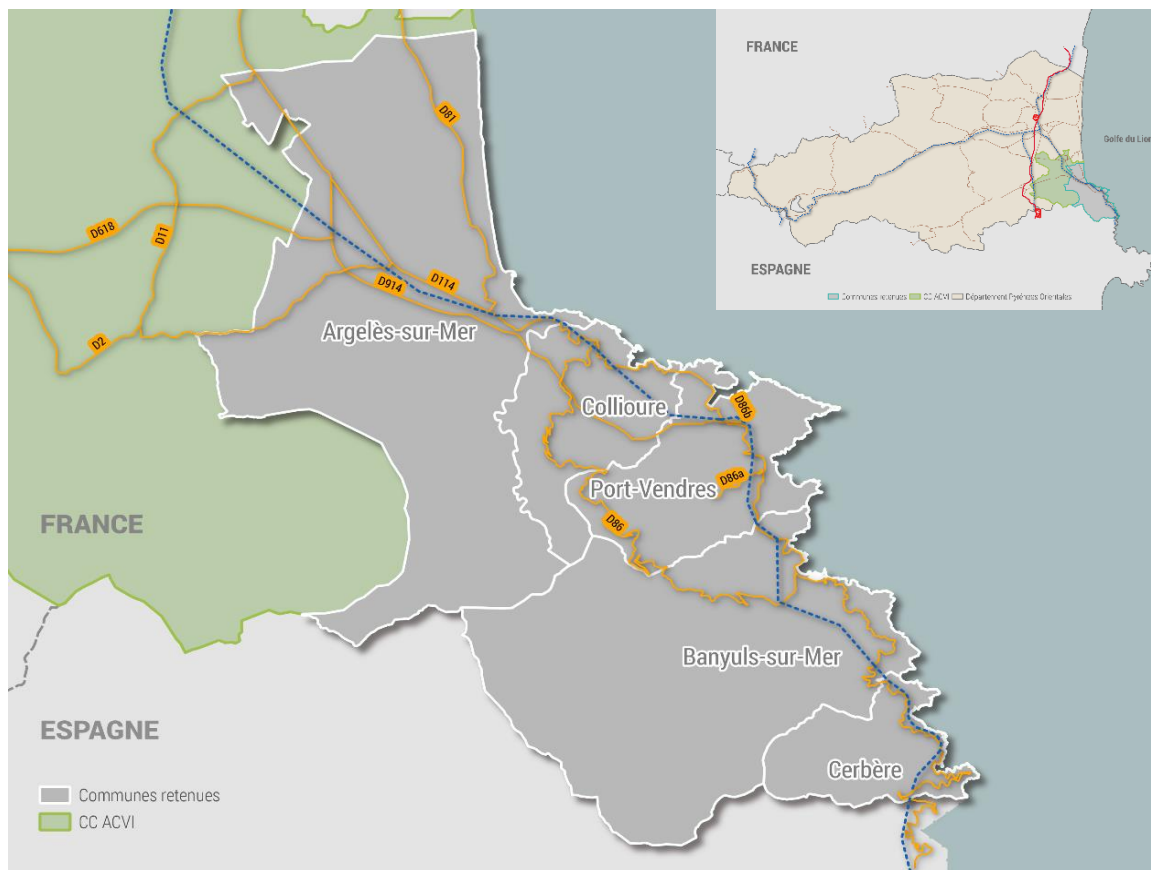 FRANCE
Golfe du Lion
ESPAGNE
Communes retenues
CC ACVI
Département Pyrénées Orientales
D81
D618
D11
D114
D914
D2
Argelès-sur-Mer
Collioure
D86b
D86a
Port-Vendres
D86
FRANCE
Banyuls-sur-Mer
ESPAGNE
Cerbère
Communes retenues
CC ACVI